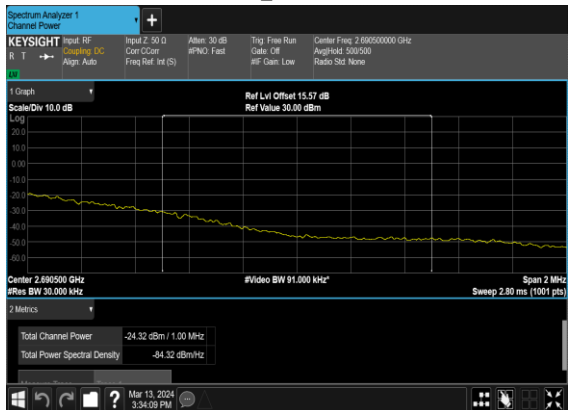 Spectrum Analyzer 1
Channel Power
+
KEYSIGHT
R T
LXI
Input: RF
Coupling: DC
Align: Auto
Input Z: 50 Ω
Corr CCorr
Freq Ref: Int (S)
Atten: 30 dB
#PNO: Fast
Trig: Free Run
Gate: Off
#IF Gain: Low
Center Freq: 2.690500000 GHz
Avg|Hold: 500/500
Radio Std: None
1 Graph
Scale/Div 10.0 dB
Ref Lvl Offset 15.57 dB
Ref Value 30.00 dBm
Log
20.0
10.0
0.00
-10.0
-20.0
-30.0
-40.0
-50.0
-60.0
Center 2.690500 GHz
#Res BW 30.000 kHz
#Video BW 91.000 kHz*
Span 2 MHz
Sweep 2.80 ms (1001 pts)
2 Metrics
Total Channel Power -24.32 dBm / 1.00 MHz
Total Power Spectral Density -84.32 dBm/Hz
?
Mar 13, 2024
3:34:09 PM